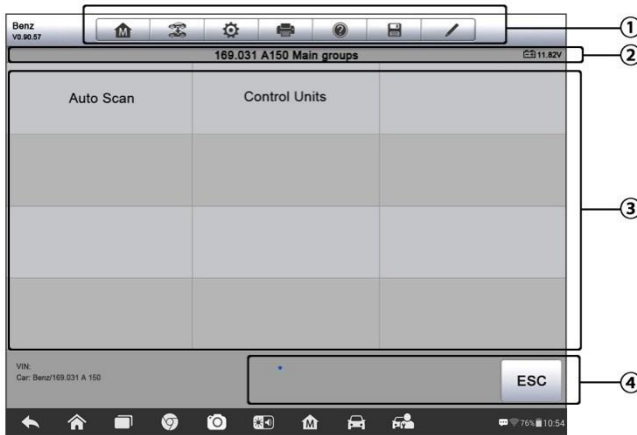 Benz
V0.90.57
M
①
169.031 A150 Main groups
11.82V
②
Auto Scan
Control Units
③
VIN:
Car: Benz/169.031 A 150
ESC
④
M
76% 10:54